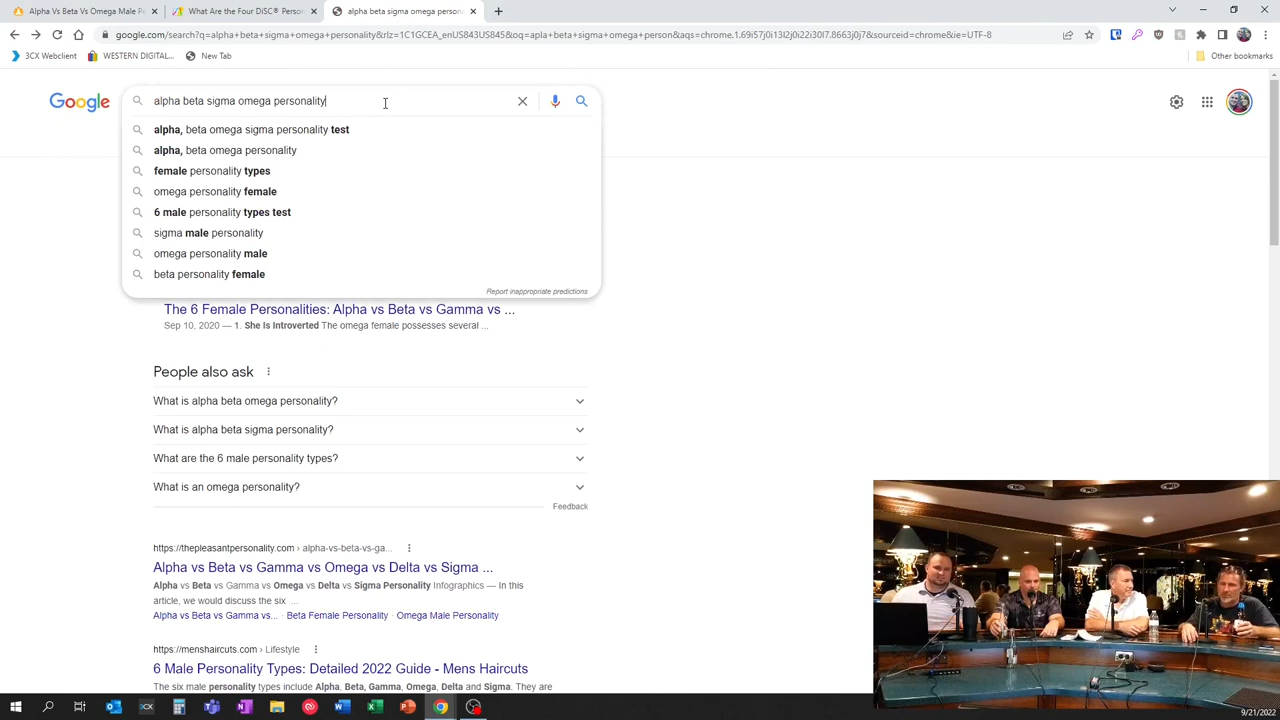 Alpha Vs Beta Vs Omega Male Pe
What Are the Four DiSC® Person
alpha beta sigma omega persona
google.com/search?q=alpha+beta+sigma+omega+personality&rlz=1C1GCEA_enUS843US845&oq=apla+beta+sigma+omega+person&aqs=chrome.1.69i57j0i13l2j0i22i30l7.8663j0j7&sourceid=chrome&ie=UTF-8
3CX Webclient
WESTERN DIGITAL...
New Tab
Other bookmarks
Google
alpha beta sigma omega personality
alpha, beta omega sigma personality test
alpha, beta omega personality
female personality types
omega personality female
6 male personality types test
sigma male personality
omega personality male
beta personality female
Report inappropriate predictions
The 6 Female Personalities: Alpha vs Beta vs Gamma vs ...
Sep 10, 2020 — 1. She Is Introverted The omega female possesses several ...
People also ask
What is alpha beta omega personality?
What is alpha beta sigma personality?
What are the 6 male personality types?
What is an omega personality?
Feedback
https://thepleasantpersonality.com › alpha-vs-beta-vs-ga...
Alpha vs Beta vs Gamma vs Omega vs Delta vs Sigma ...
Alpha vs Beta vs Gamma vs Omega vs Delta vs Sigma Personality Infographics — In this
article, we would discuss the six ...
Alpha vs Beta vs Gamma vs... · Beta Female Personality · Omega Male Personality
https://menshaircuts.com › Lifestyle
6 Male Personality Types: Detailed 2022 Guide - Mens Haircuts
The six male personality types include Alpha, Beta, Gamma, Omega, Delta and Sigma. They are
9/21/2022